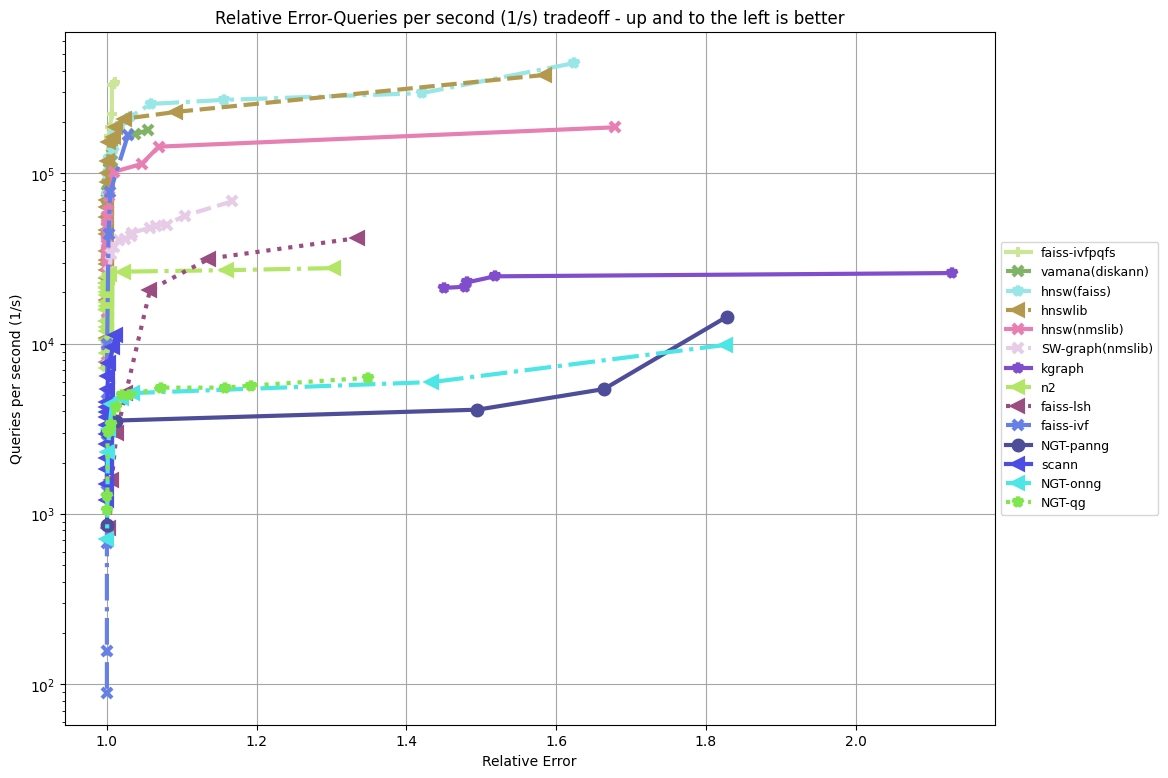 Relative Error-Queries per second (1/s) tradeoff - up and to the left is better
Queries per second (1/s)
10^5
10^4
10^3
10^2
1.0 1.2 1.4 1.6 1.8 2.0
Relative Error
faiss-ivfpqfs
vamana(diskann)
hnsw(faiss)
hnswlib
hnsw(nmslib)
SW-graph(nmslib)
kgraph
n2
faiss-lsh
faiss-ivf
NGT-panng
scann
NGT-onng
NGT-qg